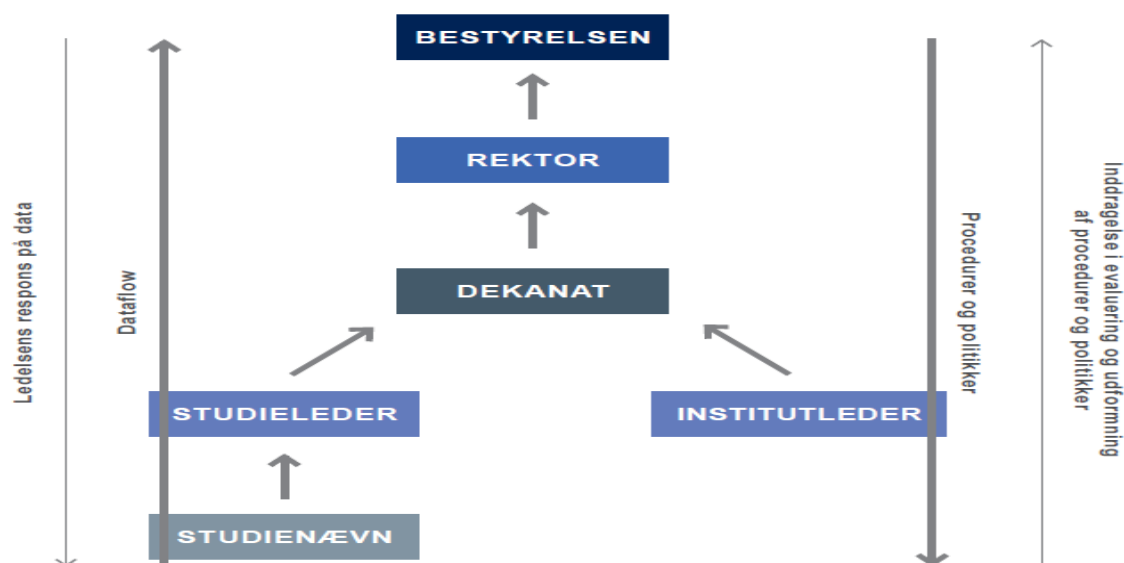 BESTYRELSEN
REKTOR
DEKANAT
STUDIELEDER
INSTITUTLEDER
STUDIENÆVN
Ledelsens respons på data
Dataflow
Procedurer og politikker
Inddragelse i evaluering og udformning
af procedurer og politikker